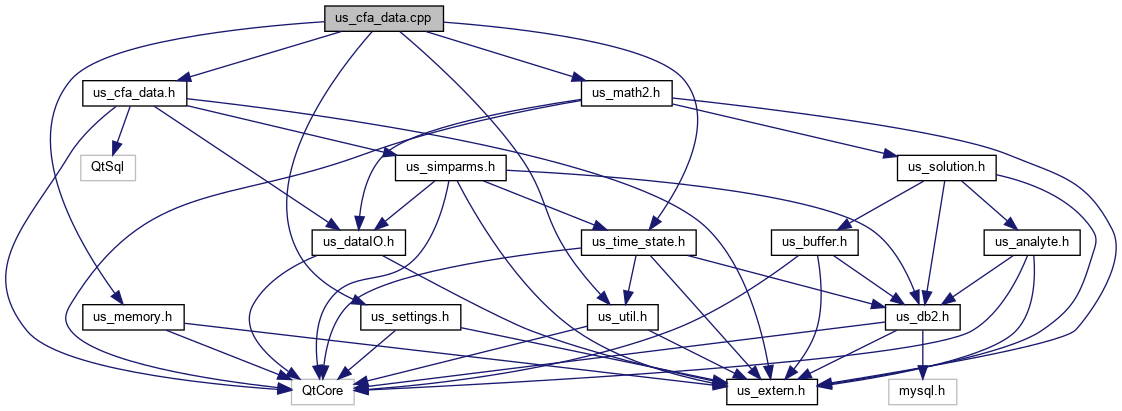 us_cfa_data.cpp
us_cfa_data.h
us_math2.h
QtSql
us_simparms.h
us_solution.h
us_dataIO.h
us_time_state.h
us_buffer.h
us_analyte.h
us_memory.h
us_settings.h
us_util.h
us_db2.h
QtCore
us_extern.h
mysql.h